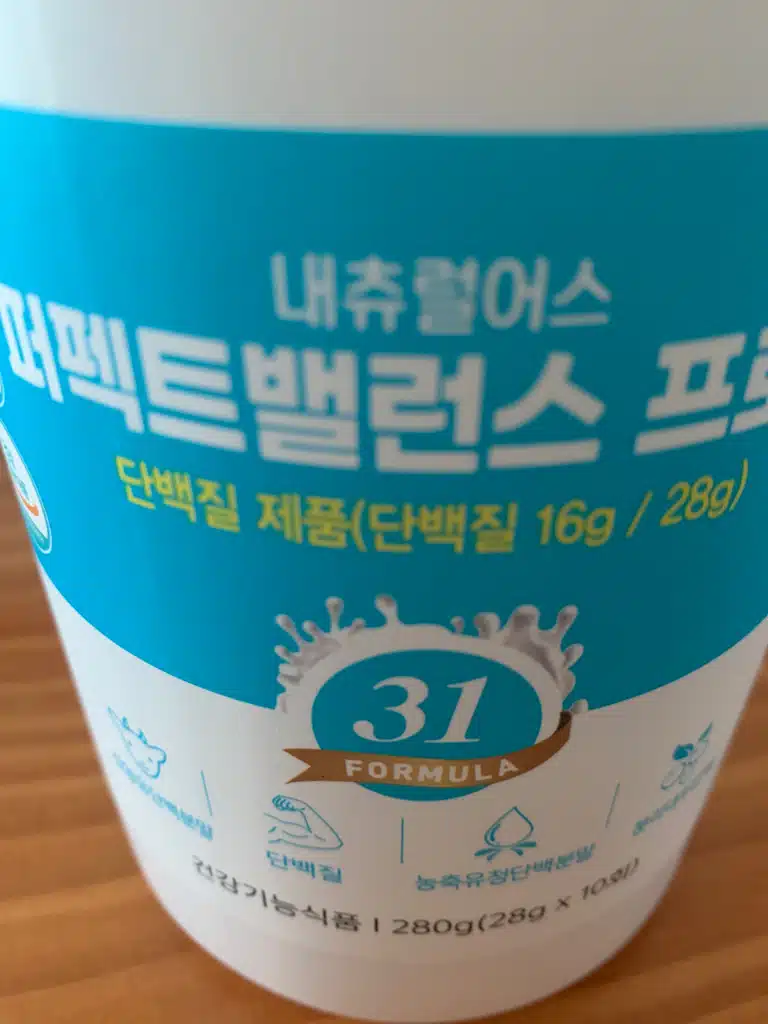 내츄럴어스
퍼펙트밸런스
단백질 제품(단백질 16g / 28g)
31
FORMULA
단백질
농축유청단백분말
건강기능식품 | 280g(28g x 10회)